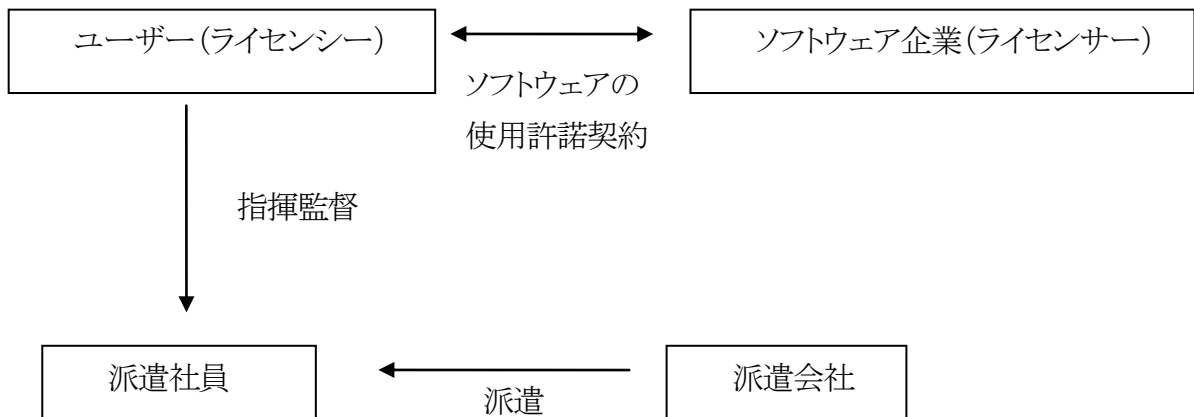 ユーザー(ライセンシー)
ソフトウェア企業(ライセンサー)
ソフトウェアの
使用許諾契約
指揮監督
派遣社員
派遣
派遣会社